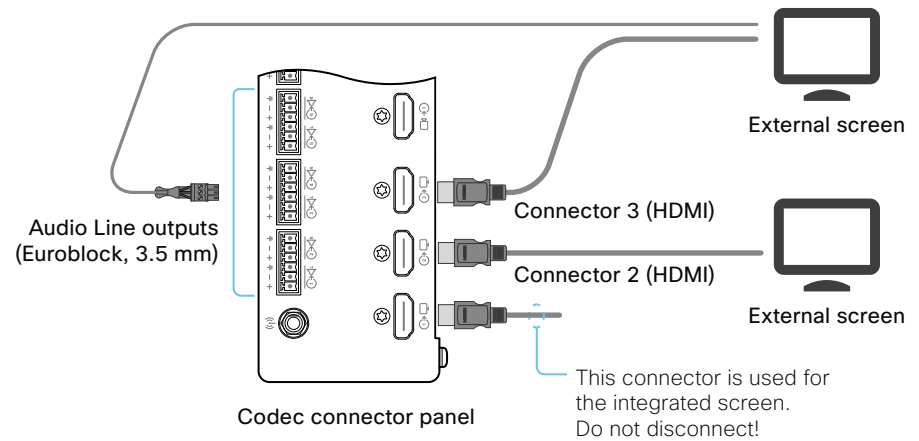 External screen
Audio Line outputs
(Euroblock, 3.5 mm)
Connector 3 (HDMI)
Connector 2 (HDMI)
External screen
This connector is used for
the integrated screen.
Do not disconnect!
Codec connector panel